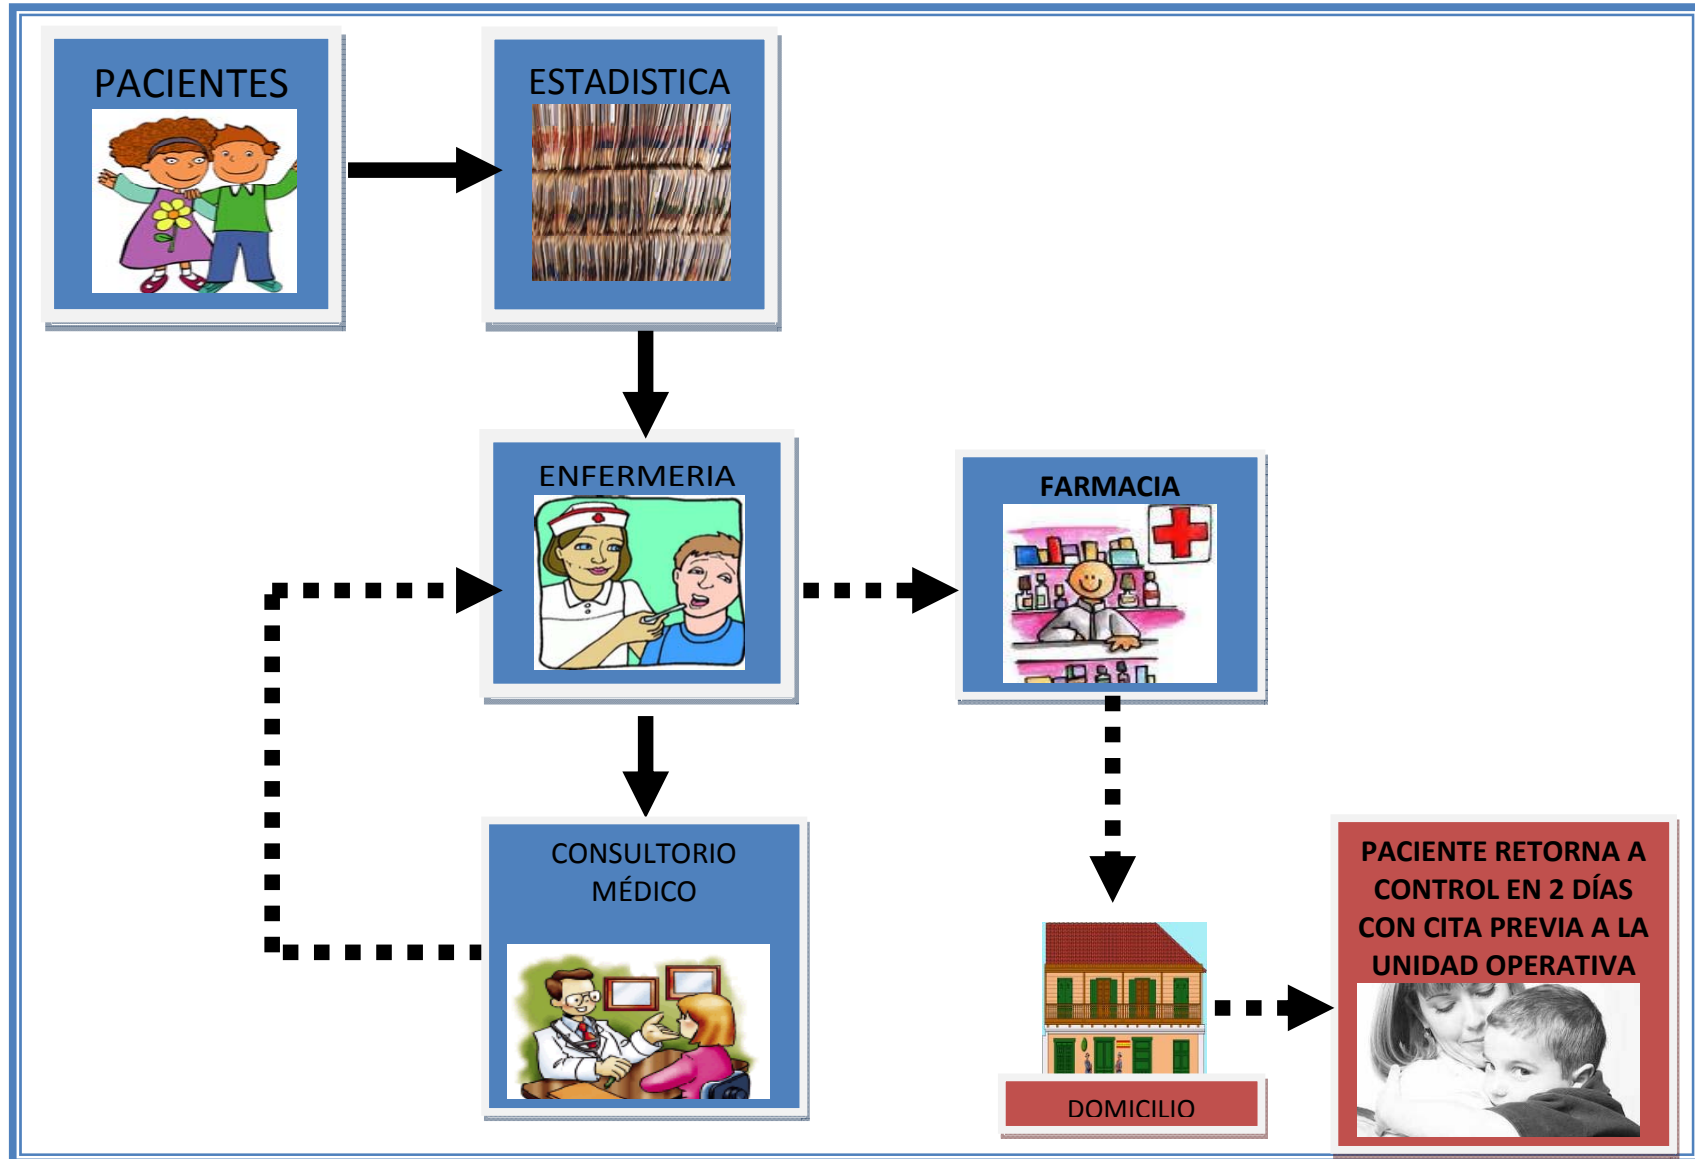 PACIENTES
ESTADISTICA
ENFERMERIA
FARMACIA
CONSULTORIO
MÉDICO
DOMICILIO
PACIENTE RETORNA A
CONTROL EN 2 DÍAS
CON CITA PREVIA A LA
UNIDAD OPERATIVA